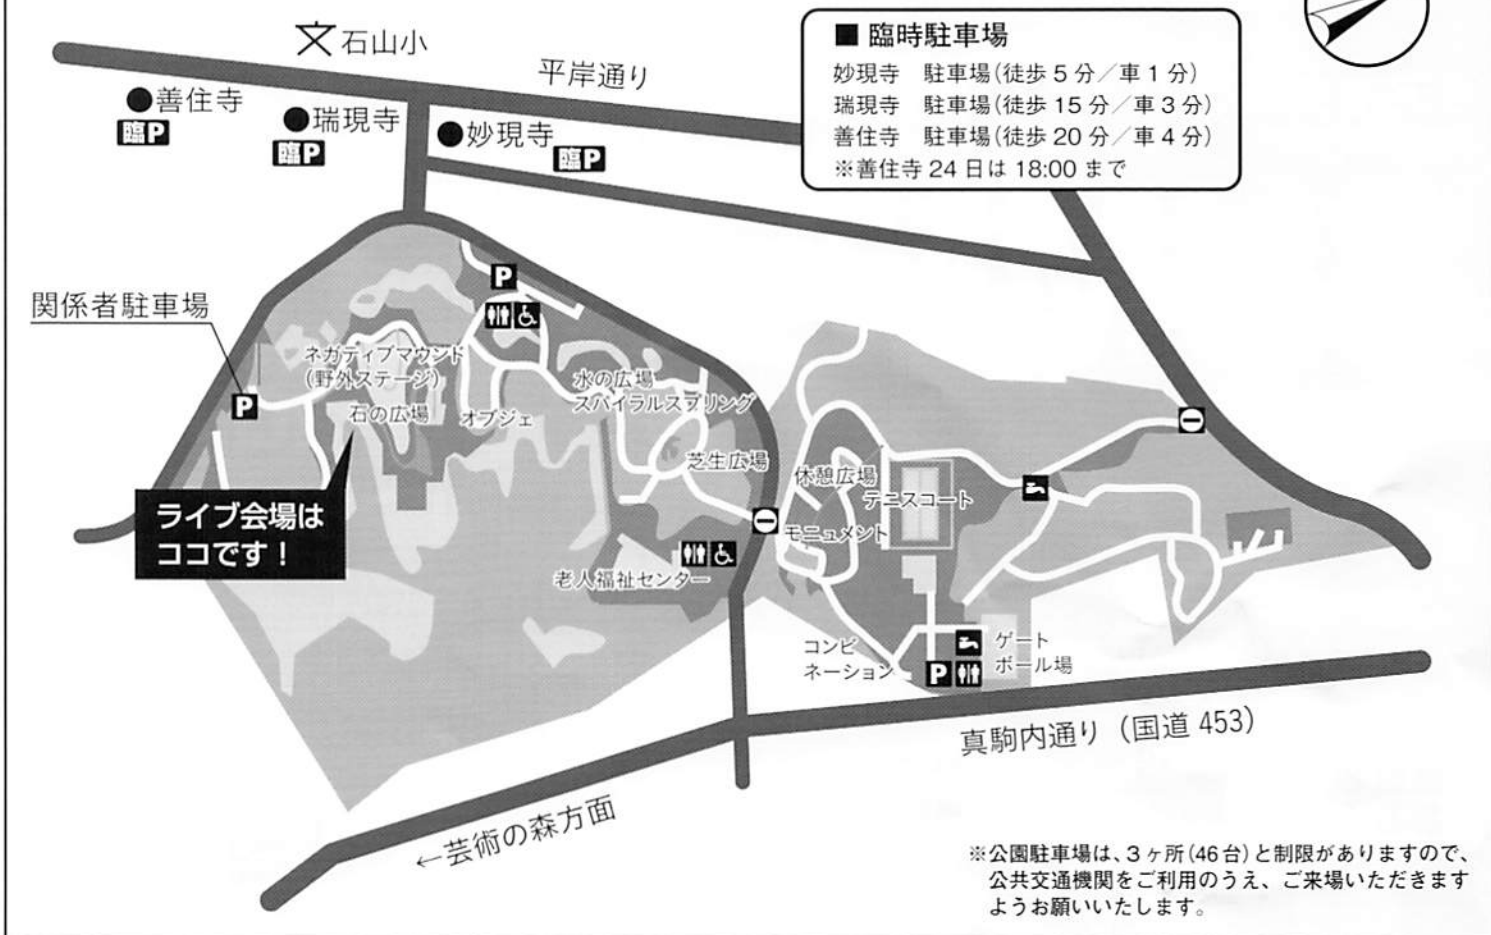 石山小
平岸通り
■ 臨時駐車場
妙現寺 駐車場(徒歩5分/車1分)
瑞現寺 駐車場(徒歩15分/車3分)
善住寺 駐車場(徒歩20分/車4分)
※善住寺24日は18:00まで
●善住寺
臨P
●瑞現寺
臨P
●妙現寺
臨P
関係者駐車場
P
P
ネガティブマウンド
(野外ステージ)
石の広場
オブジェ
水の広場
スパイラルスプリング
芝生広場
休憩広場
テニスコート
モニュメント
ライブ会場は
ココです!
老人福祉センター
コンビ
ネーション
ゲート
ボール場
P
真駒内通り(国道453)
←芸術の森方面
※公園駐車場は、3ヶ所(46台)と制限がありますので、
公共交通機関をご利用のうえ、ご来場いただきます
ようお願いいたします。